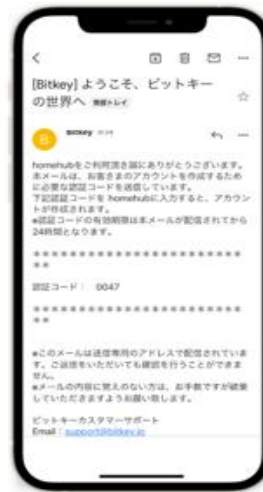 [Bitkey] ようこそ、ビットキー
の世界へ 受信トレイ
B
Bitkey 11:24
homehubをご利用頂き誠にありがとうございます。
本メールは、お客さまのアカウントを作成するため
に必要な認証コードを送信しています。
下記認証コードを homehubに入力すると、アカウン
トが作成されます。
※認証コードの有効期限は本メールが配信されてから
24時間となります。
＊＊＊＊＊＊＊＊＊＊＊＊＊＊＊＊＊＊＊＊＊＊＊
＊＊
認証コード： 0047
＊＊＊＊＊＊＊＊＊＊＊＊＊＊＊＊＊＊＊＊＊＊＊
＊＊
※このメールは送信専用のアドレスで配信されていま
す。ご返信をいただいても確認を行うことができま
せん。
※メールの内容に覚えのない方は、お手数ですが破棄
していただきますようお願い致します。
ビットキーカスタマーサポート
Email：support@bitkey.jp